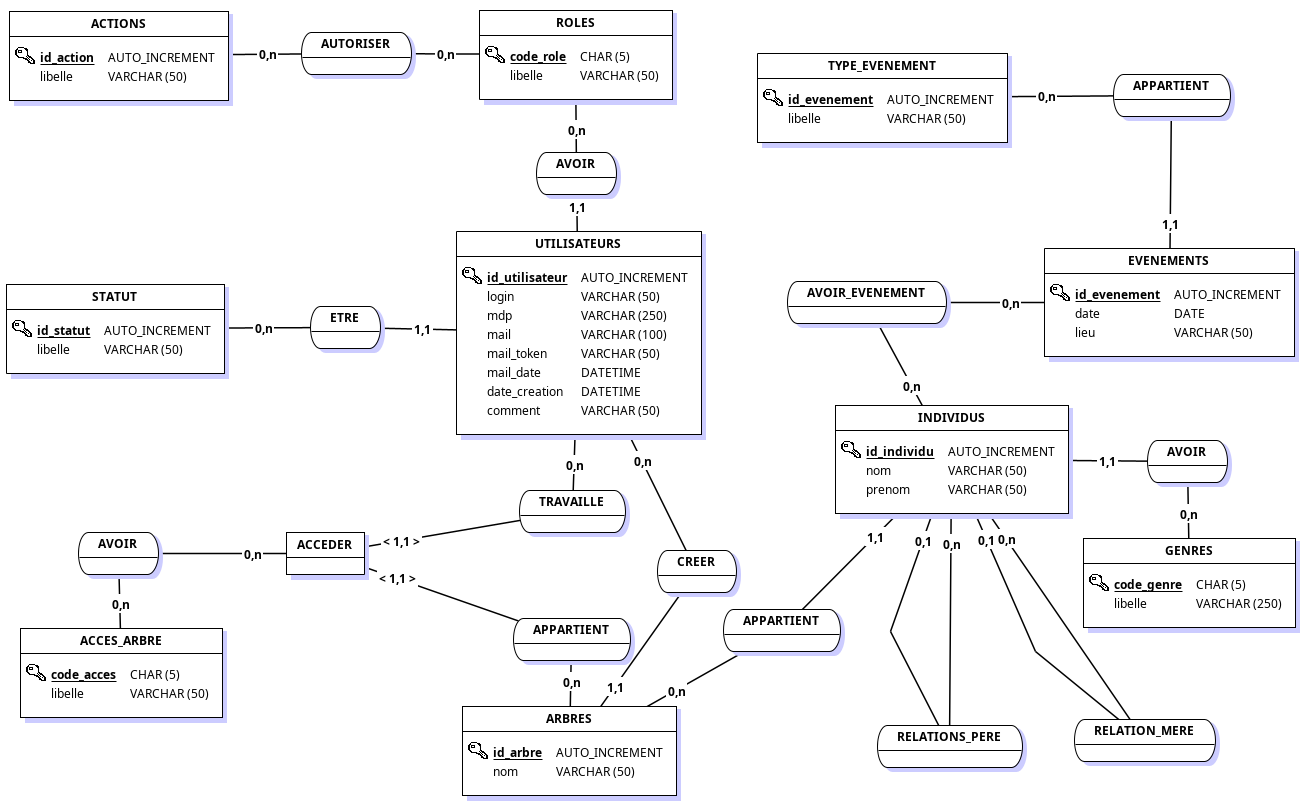 ACTIONS
id_action AUTO_INCREMENT
libelle VARCHAR (50)
0,n
AUTORISER
0,n
ROLES
code_role CHAR (5)
libelle VARCHAR (50)
0,n
AVOIR
1,1
TYPE_EVENEMENT
id_evenement AUTO_INCREMENT
libelle VARCHAR (50)
0,n
APPARTIENT
1,1
EVENEMENTS
id_evenement AUTO_INCREMENT
date DATE
lieu VARCHAR (50)
0,n
AVOIR_EVENEMENT
0,n
STATUT
id_statut AUTO_INCREMENT
libelle VARCHAR (50)
0,n
ETRE
1,1
UTILISATEURS
id_utilisateur AUTO_INCREMENT
login VARCHAR (50)
mdp VARCHAR (250)
mail VARCHAR (100)
mail_token VARCHAR (50)
mail_date DATETIME
date_creation DATETIME
comment VARCHAR (50)
0,n
0,n
TRAVAILLE
INDIVIDUS
id_individu AUTO_INCREMENT
nom VARCHAR (50)
prenom VARCHAR (50)
1,1
AVOIR
0,n
GENRES
code_genre CHAR (5)
libelle VARCHAR (250)
1,1
0,1
0,n
0,1
0,n
AVOIR
0,n
ACCEDER
< 1,1 >
< 1,1 >
0,n
ACCES_ARBRE
code_acces CHAR (5)
libelle VARCHAR (50)
CREER
APPARTIENT
APPARTIENT
0,n
1,1
0,n
ARBRES
id_arbre AUTO_INCREMENT
nom VARCHAR (50)
RELATIONS_PERE
RELATION_MERE